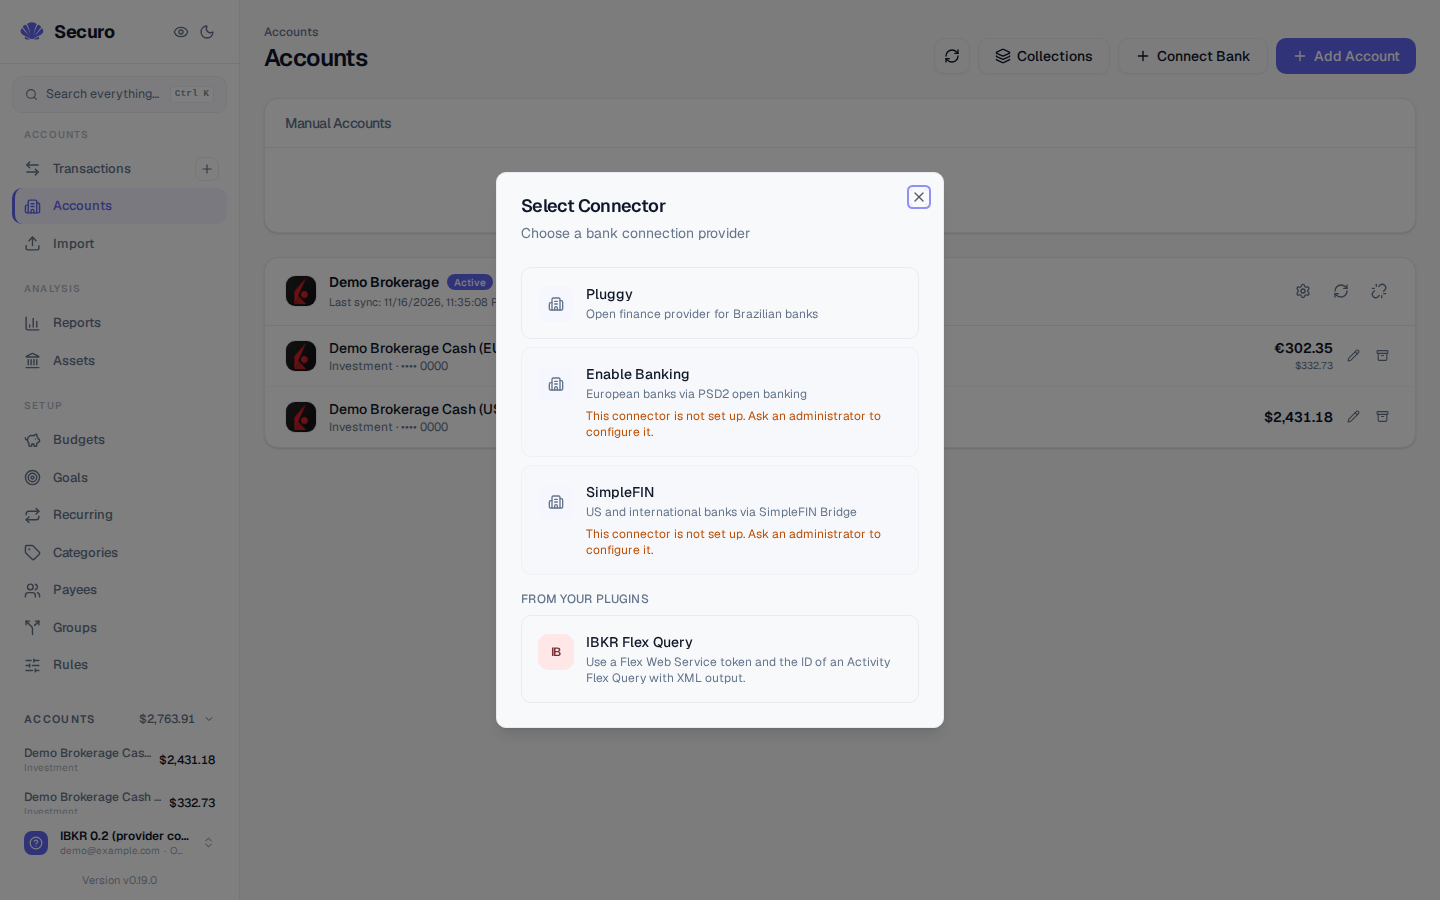 Securo
Search everything...
Ctrl K
ACCOUNTS
Transactions
Accounts
Import
ANALYSIS
Reports
Assets
SETUP
Budgets
Goals
Recurring
Categories
Payees
Groups
Rules
ACCOUNTS
$2,763.91
Demo Brokerage Cas...
$2,431.18
Investment
Demo Brokerage Cash ...
$332.73
Investment
IBKR 0.2 (provider co...
demo@example.com · O...
Version v0.19.0
Accounts
Accounts
Collections
Connect Bank
Add Account
Manual Accounts
Demo Brokerage
Active
Last sync: 11/16/2026, 11:35:08
Demo Brokerage Cash (EU
Investment · •••• 0000
€302.35
$332.73
Demo Brokerage Cash (US
Investment · •••• 0000
$2,431.18
Select Connector
Choose a bank connection provider
Pluggy
Open finance provider for Brazilian banks
Enable Banking
European banks via PSD2 open banking
This connector is not set up. Ask an administrator to
configure it.
SimpleFIN
US and international banks via SimpleFIN Bridge
This connector is not set up. Ask an administrator to
configure it.
FROM YOUR PLUGINS
IB
IBKR Flex Query
Use a Flex Web Service token and the ID of an Activity
Flex Query with XML output.